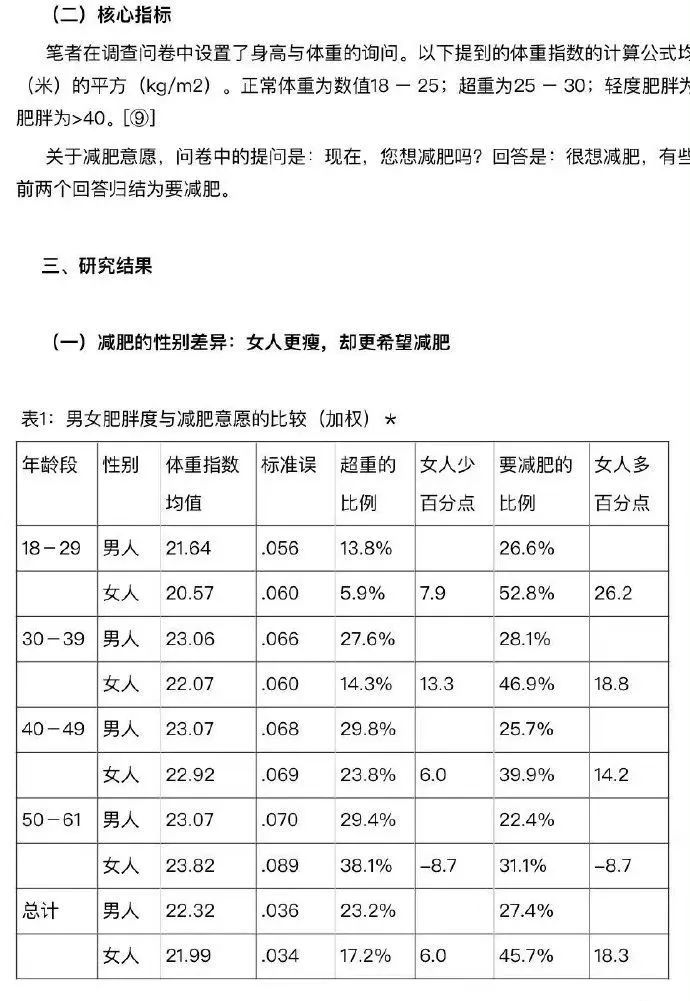 （二）核心指标
笔者在调查问卷中设置了身高与体重的询问。以下提到的体重指数的计算公式均
（米）的平方（kg/m2）。正常体重为数值18 － 25；超重为25 － 30；轻度肥胖为
肥胖为>40。[⑨]
关于减肥意愿，问卷中的提问是：现在，您想减肥吗？回答是：很想减肥，有些
前两个回答归结为要减肥。
三、研究结果
（一）减肥的性别差异：女人更瘦，却更希望减肥
表1：男女肥胖度与减肥意愿的比较（加权）＊
年龄段 性别 体重指数 标准误 超重的 女人少 要减肥的 女人多
均值 比例 百分点 比例 百分点
18－29 男人 21.64 .056 13.8% 26.6%
女人 20.57 .060 5.9% 7.9 52.8% 26.2
30－39 男人 23.06 .066 27.6% 28.1%
女人 22.07 .060 14.3% 13.3 46.9% 18.8
40－49 男人 23.07 .068 29.8% 25.7%
女人 22.92 .069 23.8% 6.0 39.9% 14.2
50－61 男人 23.07 .070 29.4% 22.4%
女人 23.82 .089 38.1% –8.7 31.1% –8.7
总计 男人 22.32 .036 23.2% 27.4%
女人 21.99 .034 17.2% 6.0 45.7% 18.3